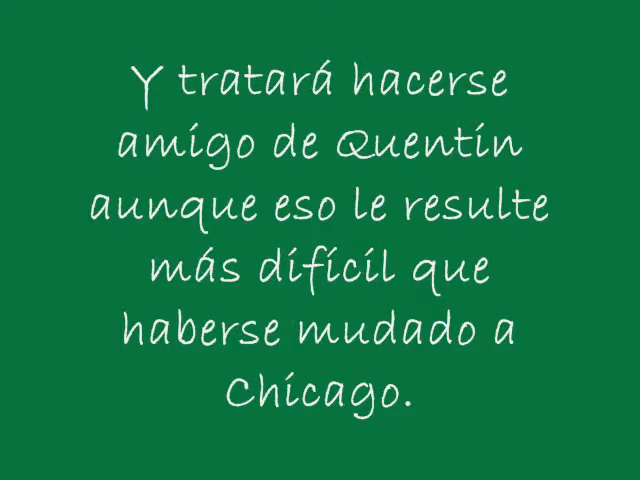 Y tratará hacerse
amigo de Quentin
aunque eso le resulte
más difícil que
haberse mudado a
Chicago.